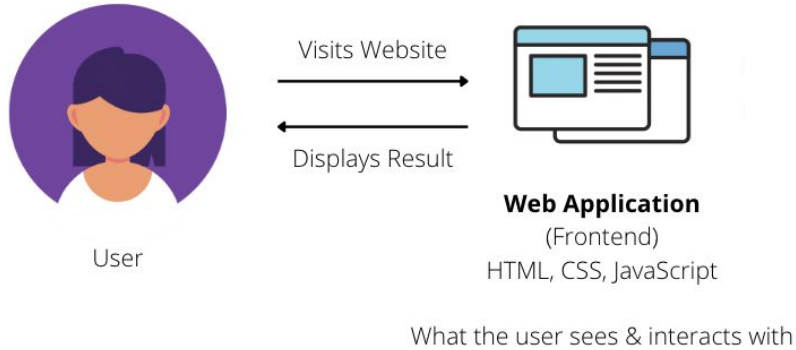 Visits Website
Displays Result
User
Web Application
(Frontend)
HTML, CSS, JavaScript
What the user sees & interacts with